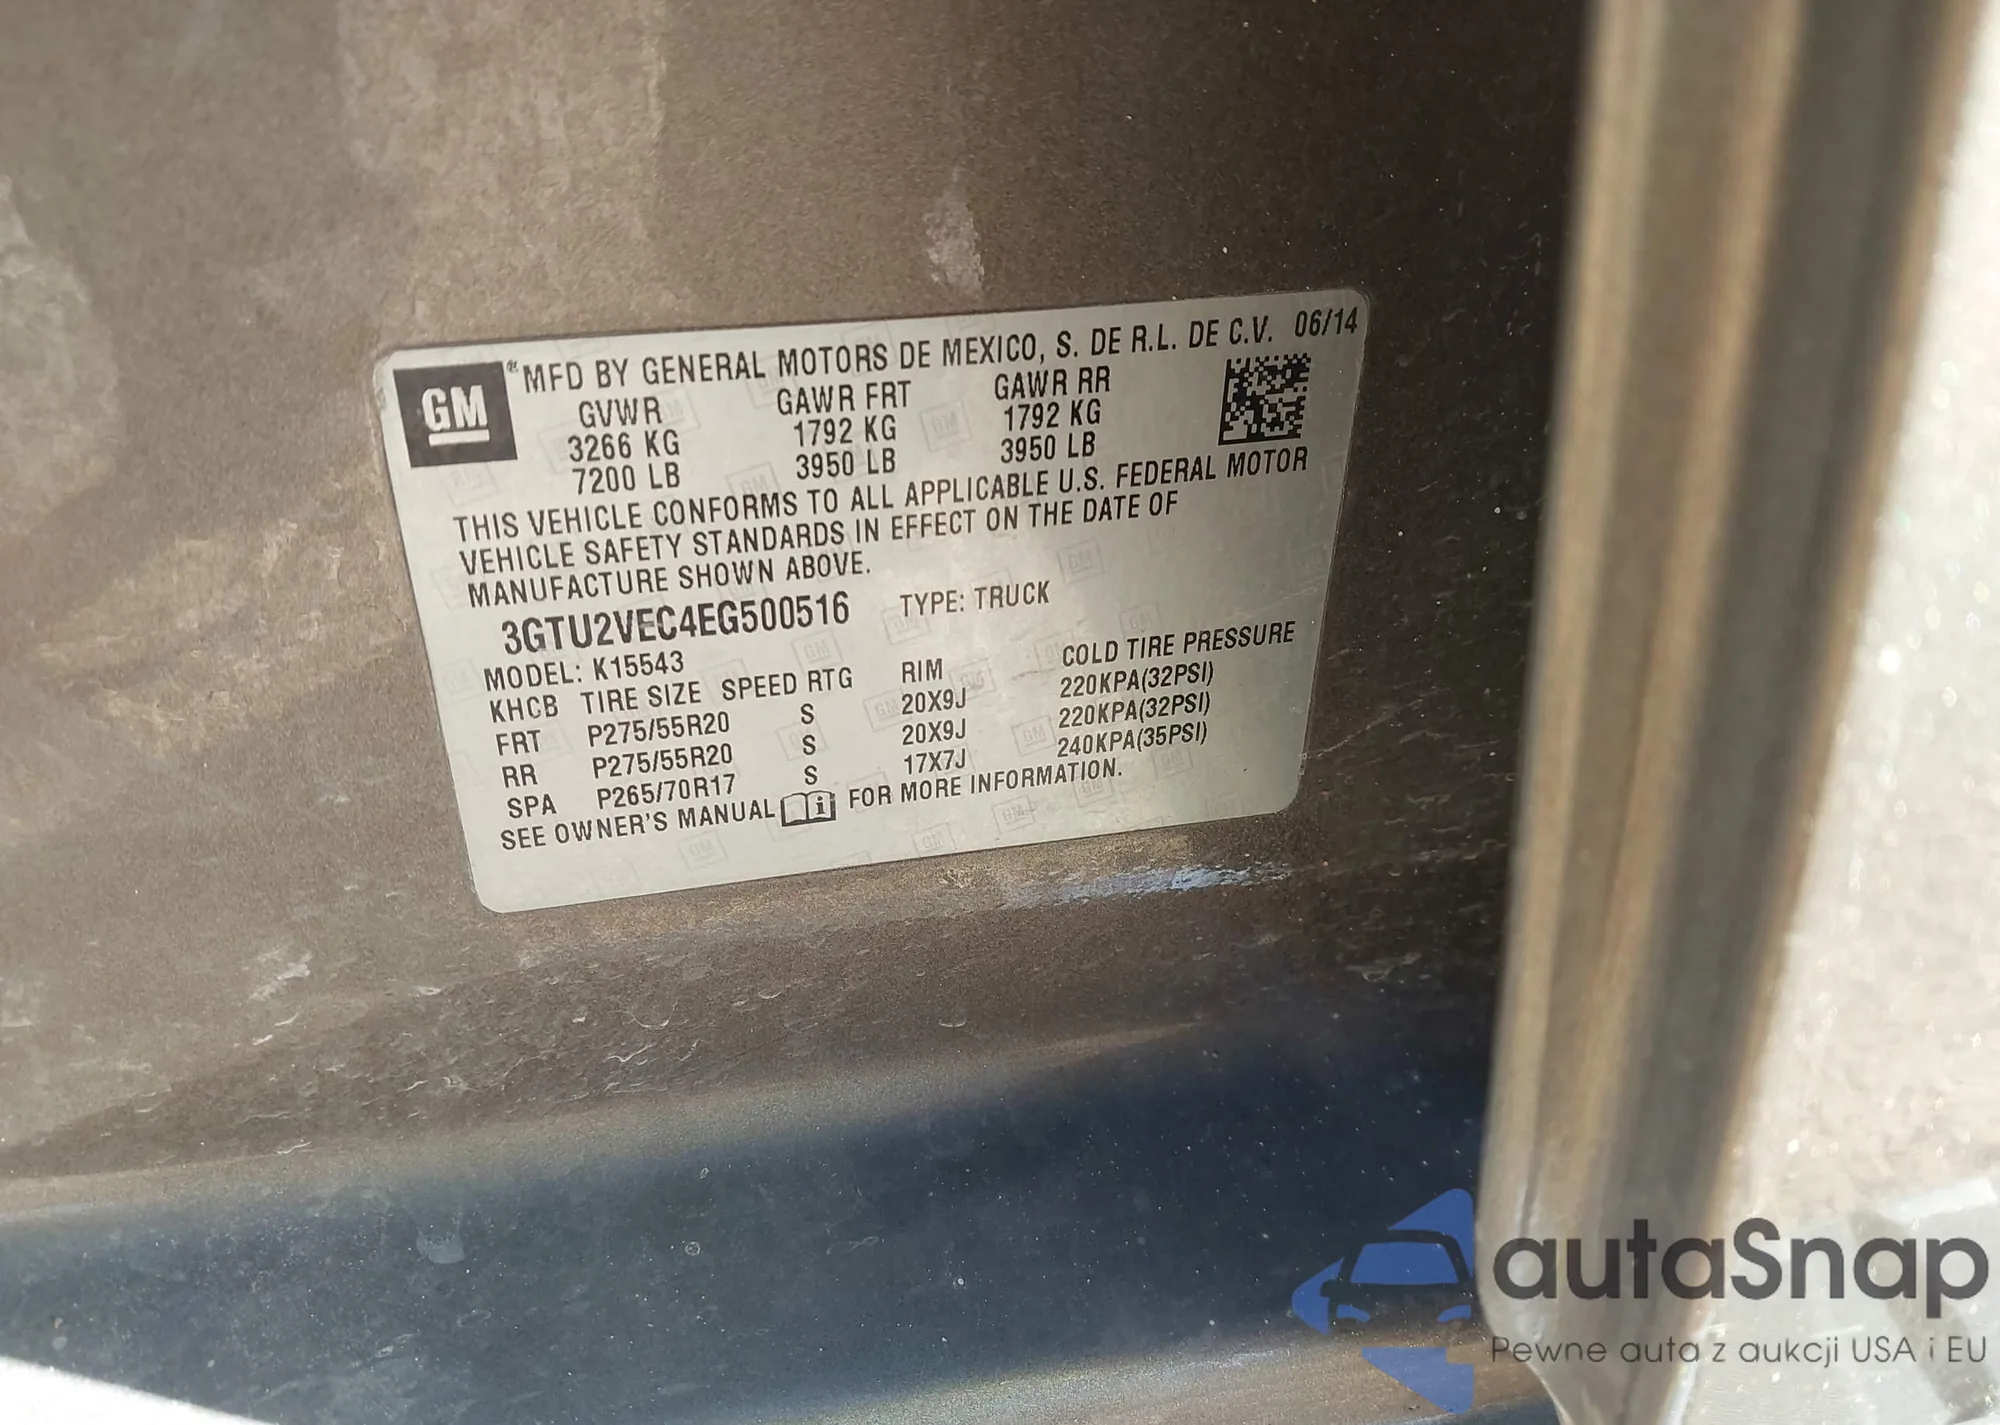 GM
MFD BY GENERAL MOTORS DE MEXICO, S. DE R.L. DE C.V. 06/14
GVWR GAWR FRT GAWR RR
3266 KG 1792 KG 1792 KG
7200 LB 3950 LB 3950 LB
THIS VEHICLE CONFORMS TO ALL APPLICABLE U.S. FEDERAL MOTOR
VEHICLE SAFETY STANDARDS IN EFFECT ON THE DATE OF
MANUFACTURE SHOWN ABOVE.
3GTU2VEC4EG500516 TYPE: TRUCK
MODEL: K15543
KHCB TIRE SIZE SPEED RTG RIM COLD TIRE PRESSURE
FRT P275/55R20 S 20X9J 220KPA(32PSI)
RR P275/55R20 S 20X9J 220KPA(32PSI)
SPA P265/70R17 S 17X7J 240KPA(35PSI)
SEE OWNER'S MANUAL FOR MORE INFORMATION.
autaSnap
Pewne auta z aukcji USA i EU